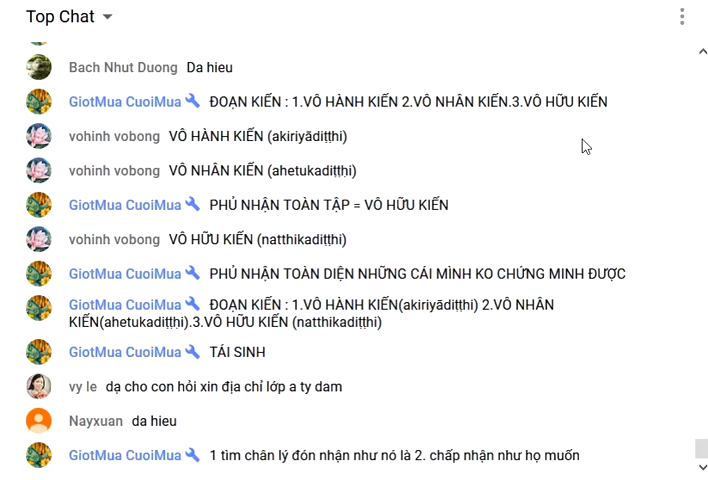 Top Chat
Bach Nhut Duong Da hieu
GiotMua CuoiMua ĐOẠN KIẾN : 1.VÔ HÀNH KIẾN 2.VÔ NHÂN KIẾN.3.VÔ HỮU KIẾN
vohinh vobong VÔ HÀNH KIẾN (akiriyādiṭṭhi)
vohinh vobong VÔ NHÂN KIẾN (ahetukadiṭṭhi)
GiotMua CuoiMua PHỦ NHẬN TOÀN TẬP = VÔ HỮU KIẾN
vohinh vobong VÔ HỮU KIẾN (natthikadiṭṭhi)
GiotMua CuoiMua PHỦ NHẬN TOÀN DIỆN NHỮNG CÁI MÌNH KO CHỨNG MINH ĐƯỢC
GiotMua CuoiMua ĐOẠN KIẾN : 1.VÔ HÀNH KIẾN(akiriyādiṭṭhi) 2.VÔ NHÂN
KIẾN(ahetukadiṭṭhi).3.VÔ HỮU KIẾN (natthikadiṭṭhi)
GiotMua CuoiMua TÁI SINH
vy le dạ cho con hỏi xin địa chỉ lớp a ty dam
Nayxuan da hieu
GiotMua CuoiMua 1 tìm chân lý đón nhận như nó là 2. chấp nhận như họ muốn